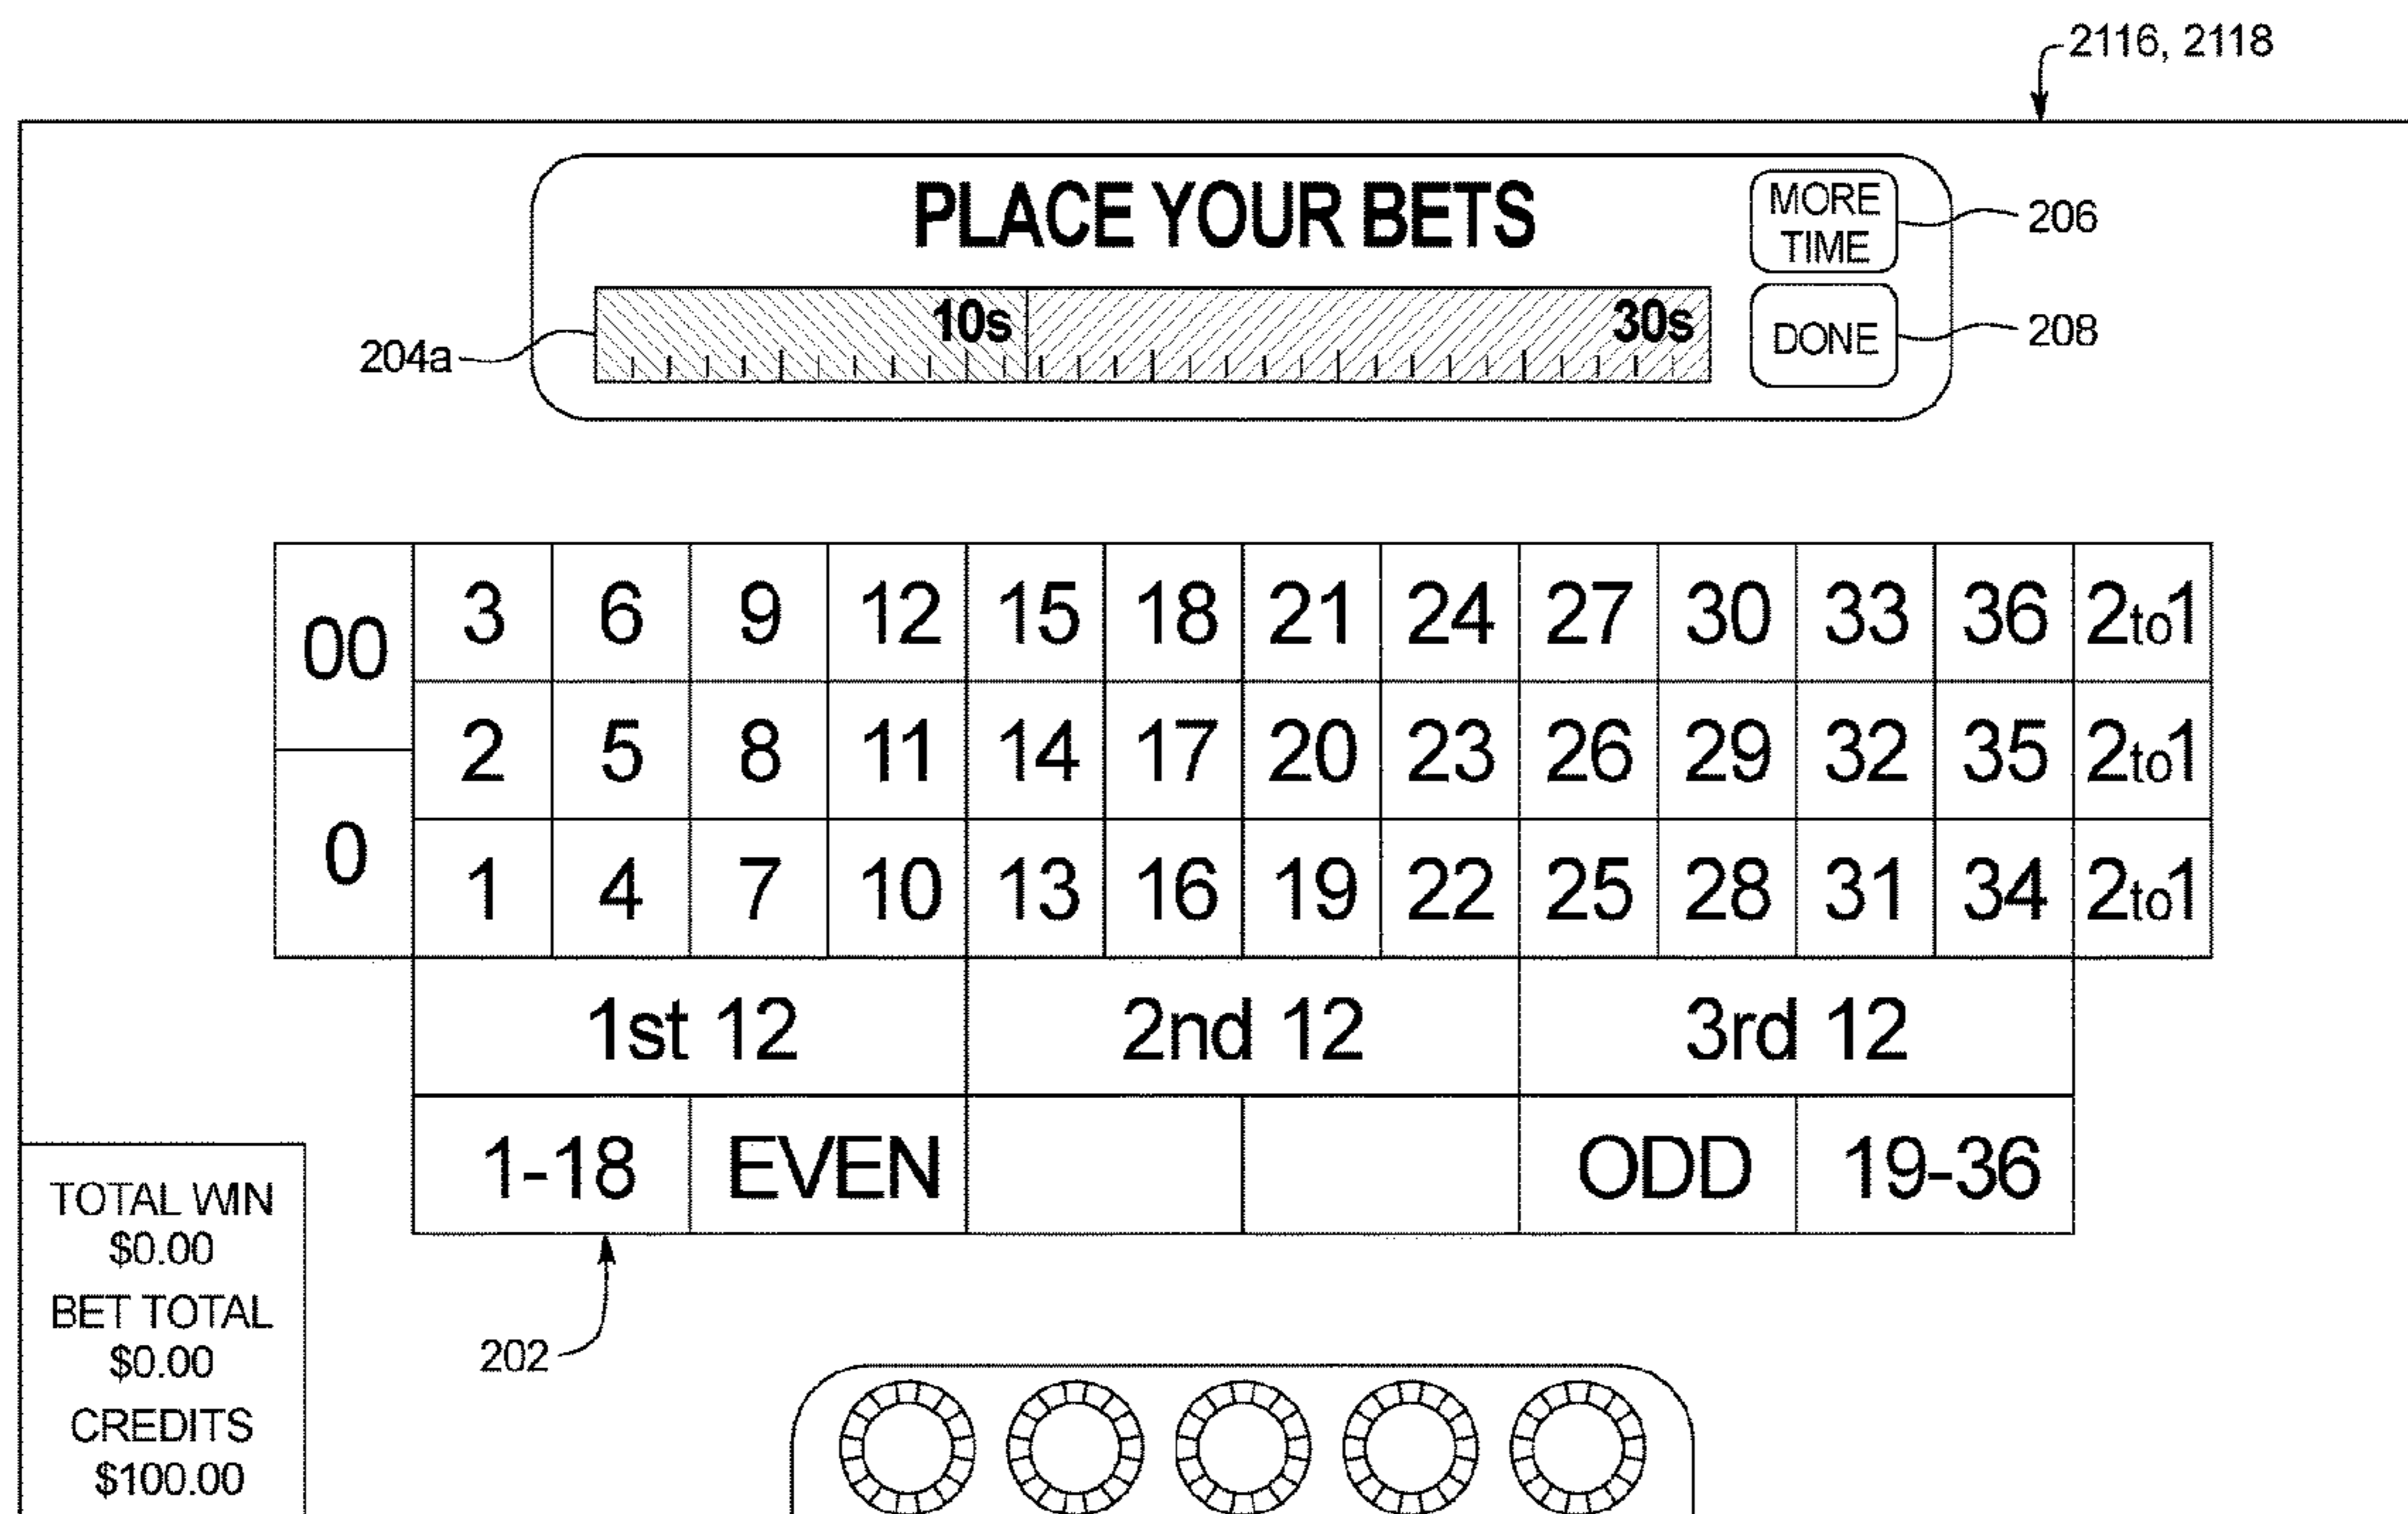 2116, 2118
PLACE YOUR BETS
MORE
TIME
206
10s 30s
204a
DONE
208
00 3 6 9 12 15 18 21 24 27 30 33 36 2to1
2 5 8 11 14 17 20 23 26 29 32 35 2to1
0 1 4 7 10 13 16 19 22 25 28 31 34 2to1
1st 12 2nd 12 3rd 12
1-18 EVEN ODD 19-36
TOTAL WIN
$0.00
BET TOTAL
$0.00
CREDITS
$100.00
202